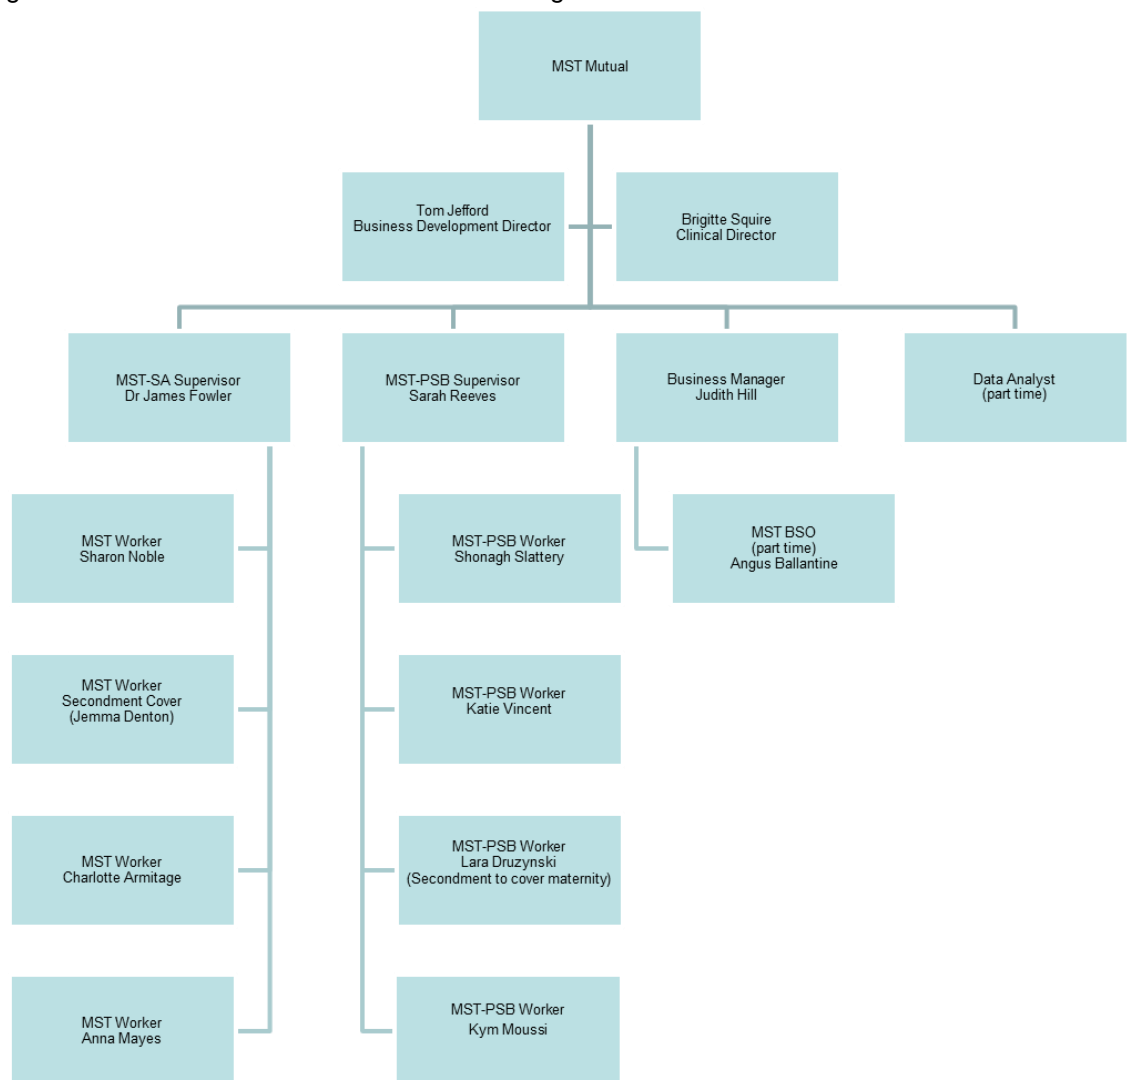 MST Mutual
Tom Jefford
Business Development Director
Brigitte Squire
Clinical Director
MST-SA Supervisor
Dr James Fowler
MST-PSB Supervisor
Sarah Reeves
Business Manager
Judith Hill
Data Analyst
(part time)
MST Worker
Sharon Noble
MST-PSB Worker
Shonagh Slattery
MST BSO
(part time)
Angus Ballantine
MST Worker
Secondment Cover
(Jemma Denton)
MST-PSB Worker
Katie Vincent
MST Worker
Charlotte Armitage
MST-PSB Worker
Lara Druzynski
(Secondment to cover maternity)
MST Worker
Anna Mayes
MST-PSB Worker
Kym Moussi